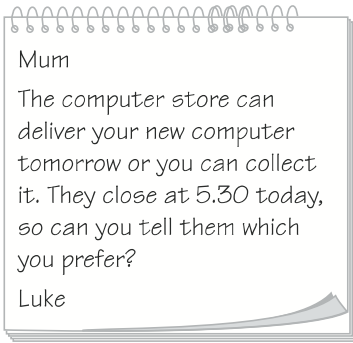 Mum
The computer store can
deliver your new computer
tomorrow or you can collect
it. They close at 5.30 today,
so can you tell them which
you prefer?
Luke